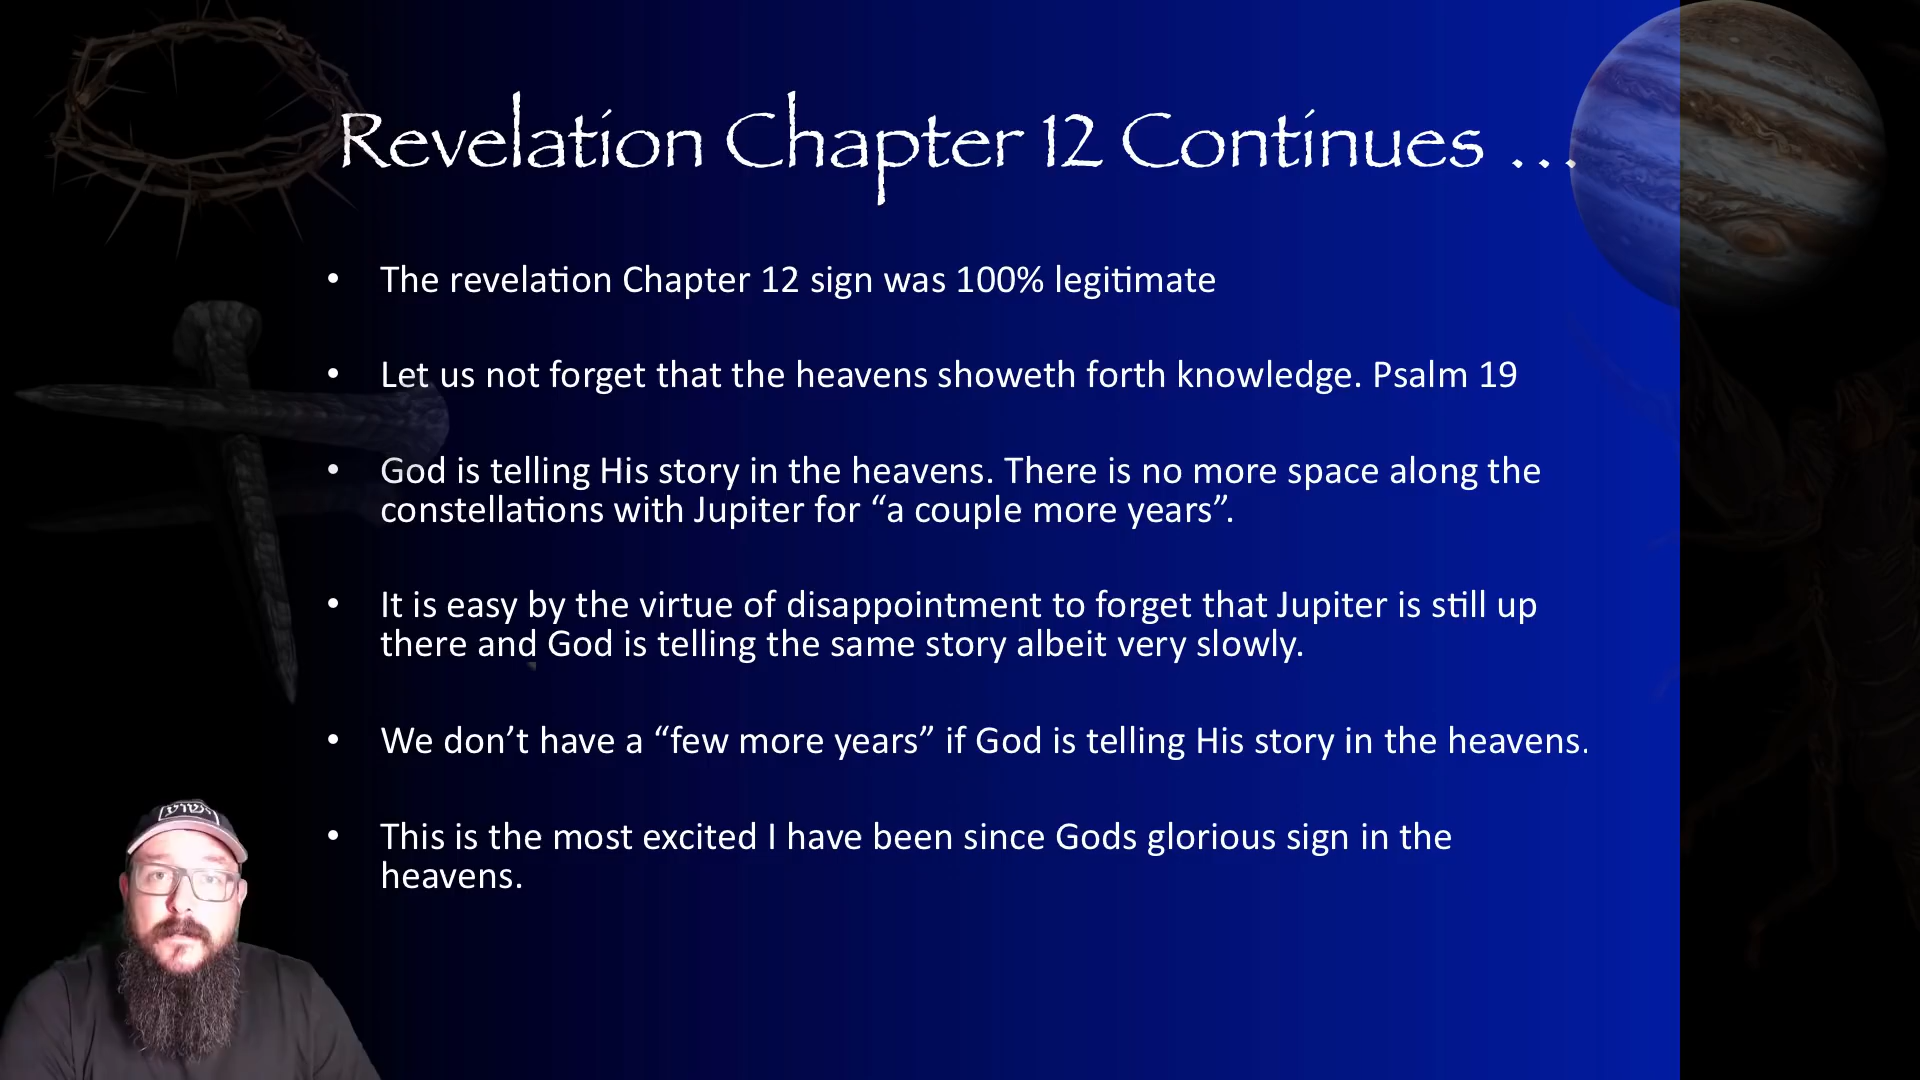 Revelation Chapter 12 Continues ...
• The revelation Chapter 12 sign was 100% legitimate
• Let us not forget that the heavens showeth forth knowledge. Psalm 19
• God is telling His story in the heavens. There is no more space along the
constellations with Jupiter for “a couple more years”.
• It is easy by the virtue of disappointment to forget that Jupiter is still up
there and God is telling the same story albeit very slowly.
• We don’t have a “few more years” if God is telling His story in the heavens.
• This is the most excited I have been since Gods glorious sign in the
heavens.
ישוע